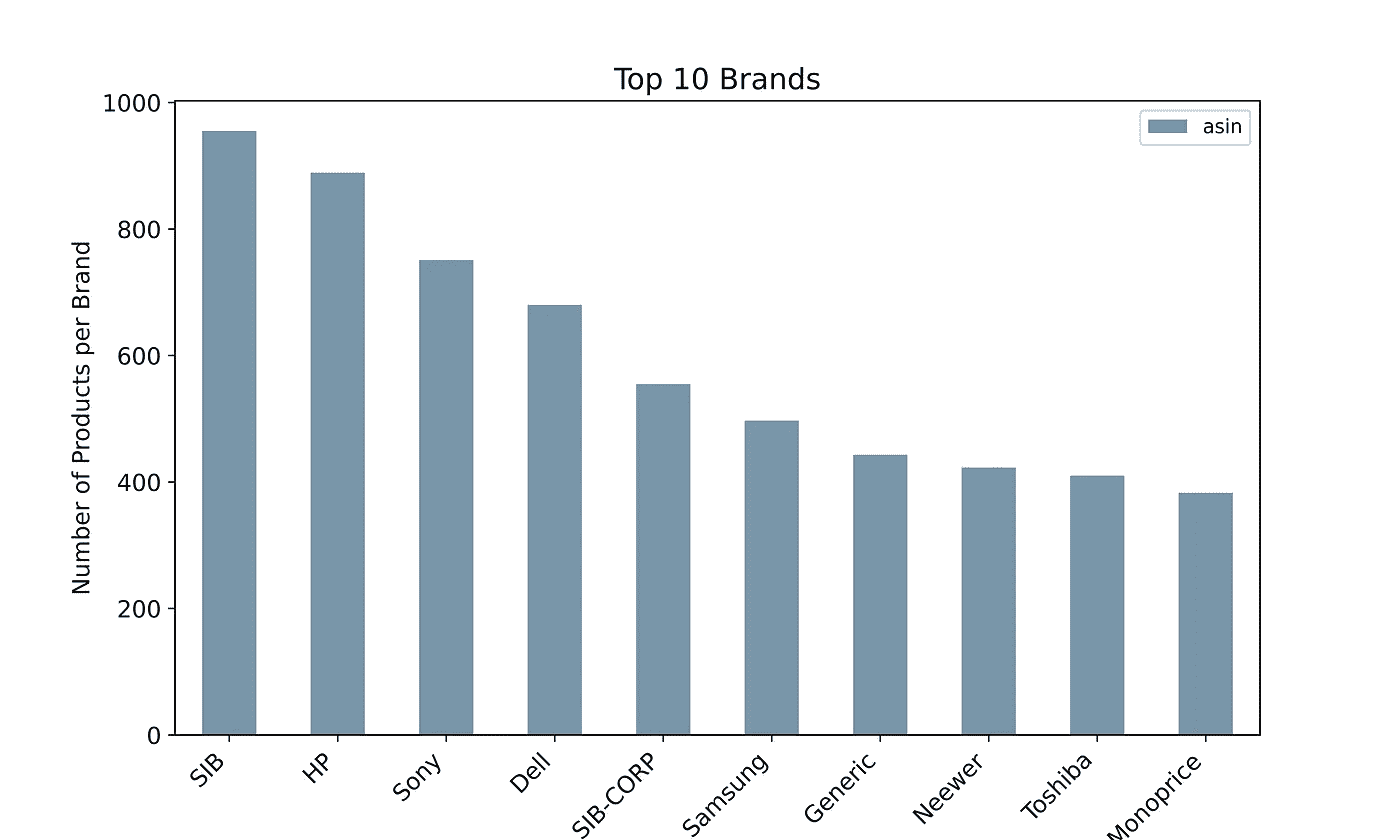 Top 10 Brands
asin
Number of Products per Brand
1000
800
600
400
200
0
SIB
HP
Sony
Dell
SIB-CORP
Samsung
Generic
Neewer
Toshiba
Monoprice